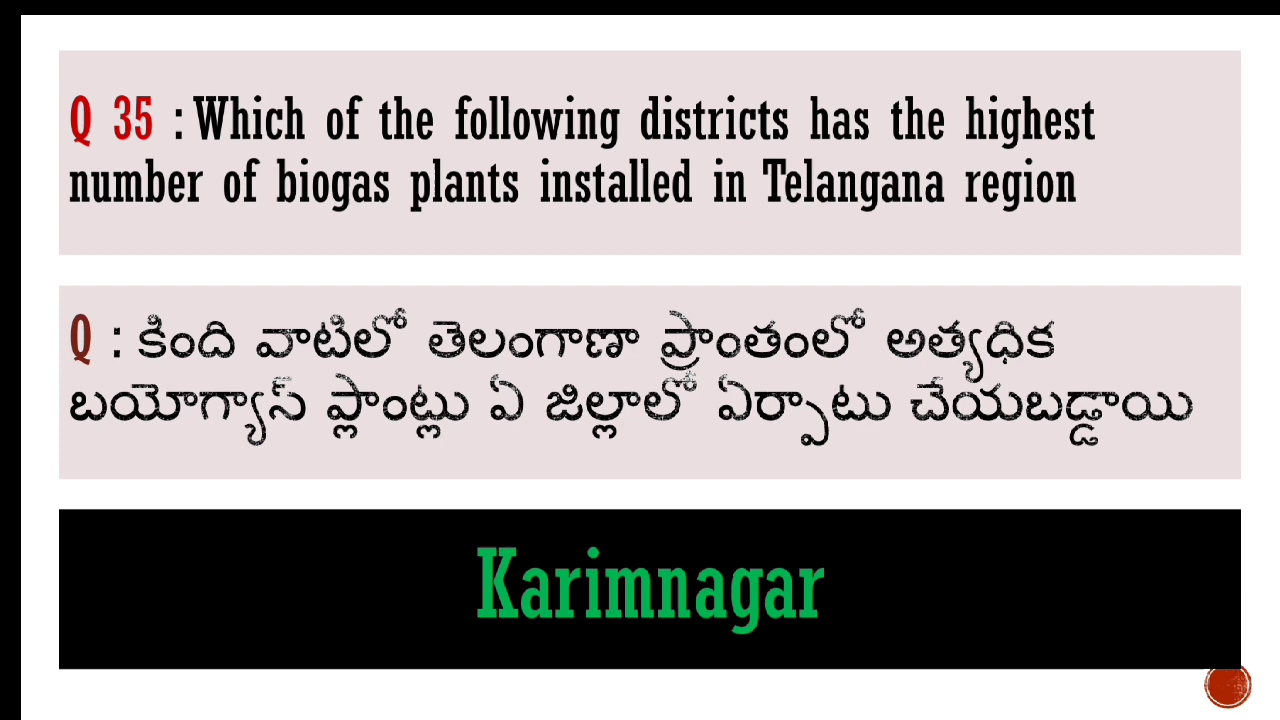 Q 35 : Which of the following districts has the highest
number of biogas plants installed in Telangana region
Q : కింది వాటిలో తెలంగాణా ప్రాంతంలో అత్యధిక
బయోగ్యాస్ ప్లాంట్లు ఏ జిల్లాలో ఏర్పాటు చేయబడ్డాయి
Karimnagar